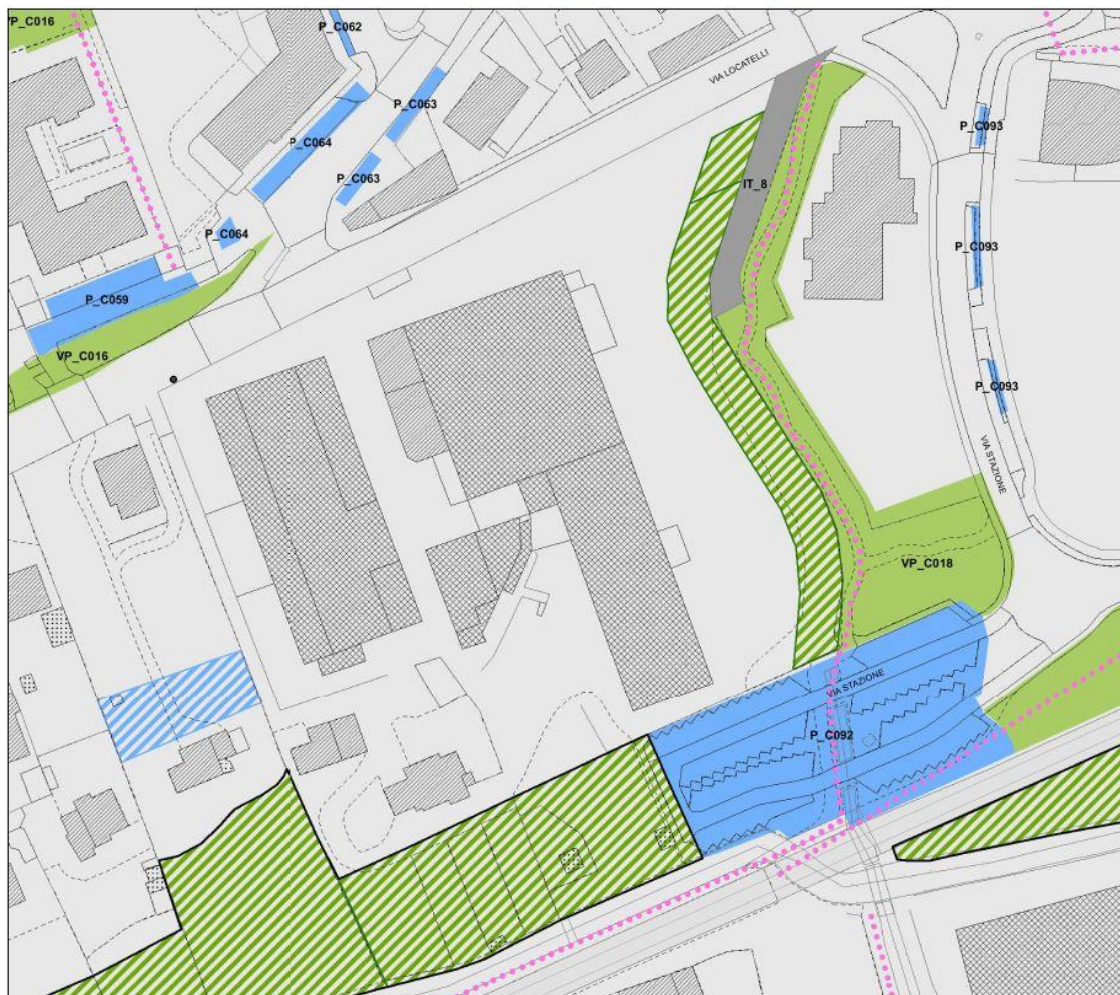 VP_C016
P_C062
VIA LOCATELLI
P_C063
P_C064
P_C063
P_C093
IT_8
P_C064
P_C093
P_C059
VP_C016
P_C093
VIA STAZIONE
VP_C018
VIA STAZIONE
P_C092